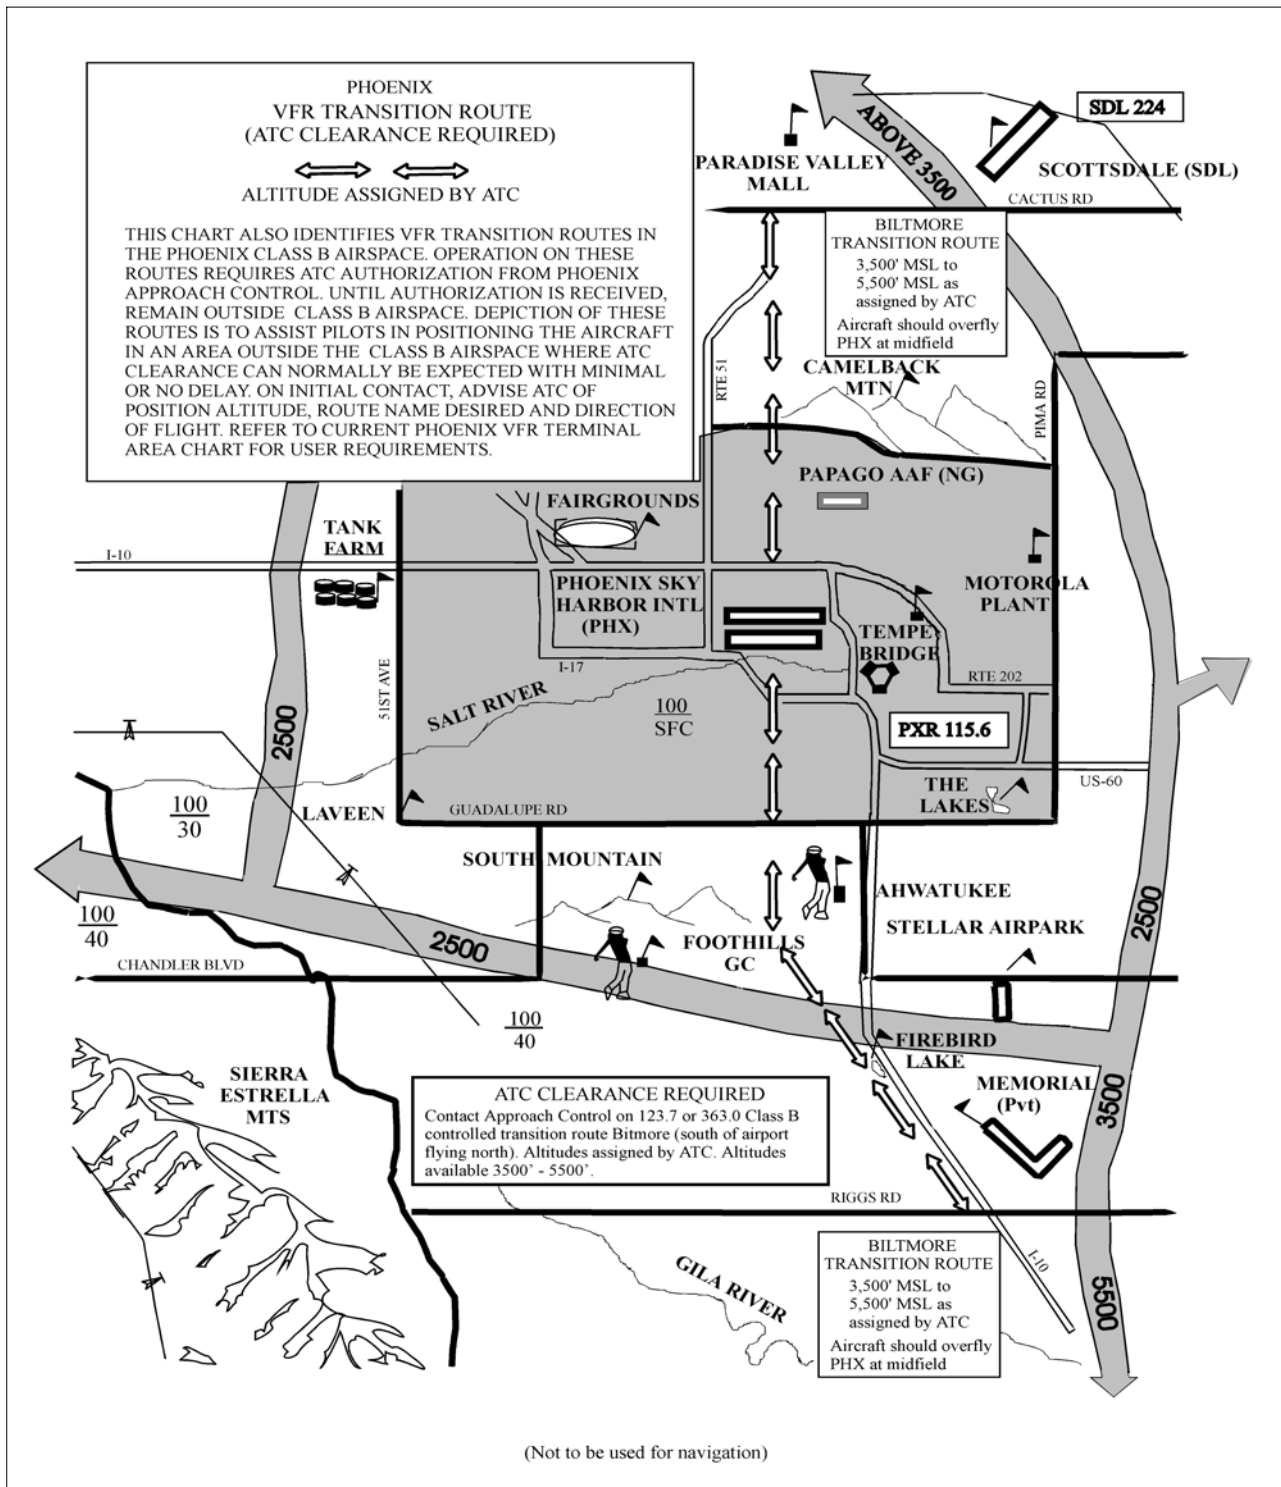 PHOENIX
VFR TRANSITION ROUTE
(ATC CLEARANCE REQUIRED)
ALTITUDE ASSIGNED BY ATC
THIS CHART ALSO IDENTIFIES VFR TRANSITION ROUTES IN
THE PHOENIX CLASS B AIRSPACE. OPERATION ON THESE
ROUTES REQUIRES ATC AUTHORIZATION FROM PHOENIX
APPROACH CONTROL. UNTIL AUTHORIZATION IS RECEIVED,
REMAIN OUTSIDE CLASS B AIRSPACE. DEPICTION OF THESE
ROUTES IS TO ASSIST PILOTS IN POSITIONING THE AIRCRAFT
IN AN AREA OUTSIDE THE CLASS B AIRSPACE WHERE ATC
CLEARANCE CAN NORMALLY BE EXPECTED WITH MINIMAL
OR NO DELAY. ON INITIAL CONTACT, ADVISE ATC OF
POSITION ALTITUDE, ROUTE NAME DESIRED AND DIRECTION
OF FLIGHT. REFER TO CURRENT PHOENIX VFR TERMINAL
AREA CHART FOR USER REQUIREMENTS.
ABOVE 3500
SDL 224
PARADISE VALLEY
MALL
SCOTTSDALE (SDL)
CACTUS RD
BILTMORE
TRANSITION ROUTE
3,500' MSL to
5,500' MSL as
assigned by ATC
Aircraft should overfly
PHX at midfield
RTE 51
CAMELBACK
MTN
PIMA RD
PAPAGO AAF (NG)
FAIRGROUNDS
TANK
FARM
I-10
PHOENIX SKY
HARBOR INTL
(PHX)
MOTOROLA
PLANT
TEMPE
BRIDGE
I-17
RTE 202
51ST AVE
SALT RIVER
100
SFC
2500
PXR 115.6
US-60
THE
LAKES
100
30
LAVEEN
GUADALUPE RD
SOUTH MOUNTAIN
AHWATUKEE
STELLAR AIRPARK
2500
100
40
2500
FOOTHILLS
GC
CHANDLER BLVD
100
40
FIREBIRD
LAKE
SIERRA
ESTRELLA
MTS
MEMORIAL
(Pvt)
3500
ATC CLEARANCE REQUIRED
Contact Approach Control on 123.7 or 363.0 Class B
controlled transition route Bitmore (south of airport
flying north). Altitudes assigned by ATC. Altitudes
available 3500' - 5500'.
RIGGS RD
I-10
GILA RIVER
5500
BILTMORE
TRANSITION ROUTE
3,500' MSL to
5,500' MSL as
assigned by ATC
Aircraft should overfly
PHX at midfield
(Not to be used for navigation)